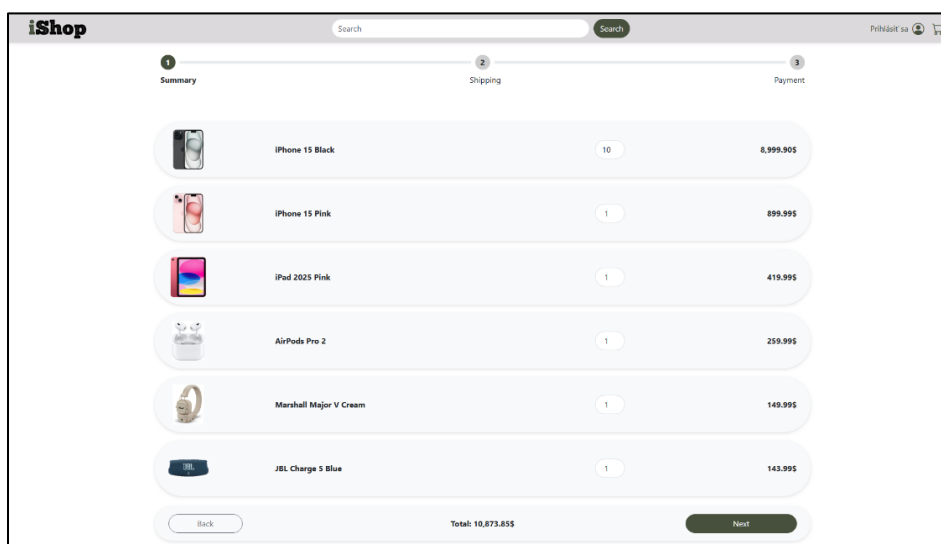 iShop
Search
Search
Prihlásiť sa
1
2
3
Summary
Shipping
Payment
iPhone 15 Black
10
8,999.90$
iPhone 15 Pink
1
899.99$
iPad 2025 Pink
1
419.99$
AirPods Pro 2
1
259.99$
Marshall Major V Cream
1
149.99$
JBL
JBL Charge 5 Blue
1
143.99$
Back
Total: 10,873.85$
Next